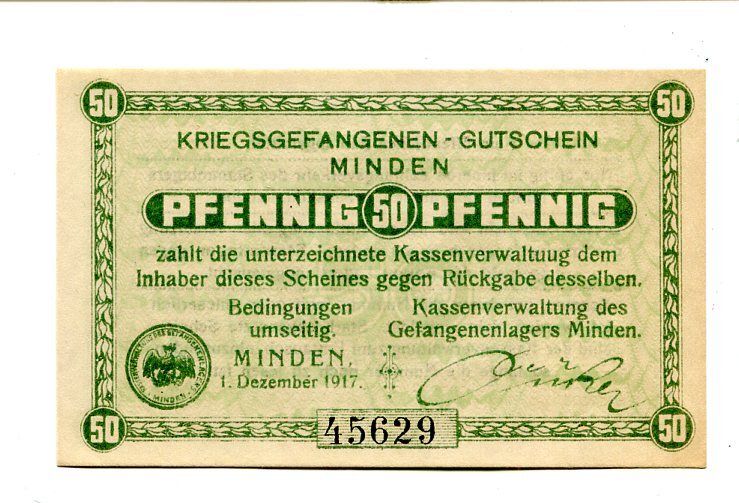 50 50
KRIEGSGEFANGENEN - GUTSCHEIN
MINDEN
PFENNIG 50 PFENNIG
zahlt die unterzeichnete Kassenverwaltuug dem
Inhaber dieses Scheines gegen Rückgabe desselben.
Bedingungen
umseitig.
Kassenverwaltung des
Gefangenenlagers Minden.
MINDEN,
1. Dezember 1917.
MINDEN
45629
50 50